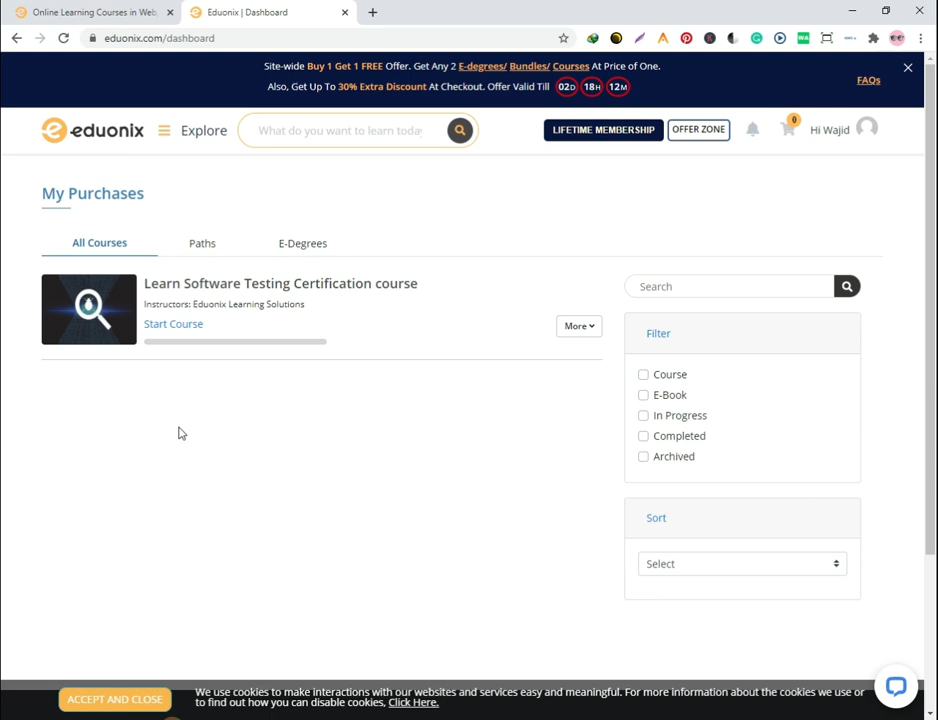 Online Learning Courses in Web,
Eduonix | Dashboard
eduonix.com/dashboard
Site-wide Buy 1 Get 1 FREE Offer. Get Any 2 E-degrees/ Bundles/ Courses At Price of One.
Also, Get Up To 30% Extra Discount At Checkout. Offer Valid Till 02D 18H 12M
FAQs
eduonix
Explore
What do you want to learn today
LIFETIME MEMBERSHIP
OFFER ZONE
0
Hi Wajid
My Purchases
All Courses
Paths
E-Degrees
Learn Software Testing Certification course
Instructors: Eduonix Learning Solutions
Start Course
More
Search
Filter
Course
E-Book
In Progress
Completed
Archived
Sort
Select
ACCEPT AND CLOSE
We use cookies to make interactions with our websites and services easy and meaningful. For more information about the cookies we use or
to find out how you can disable cookies, Click Here.